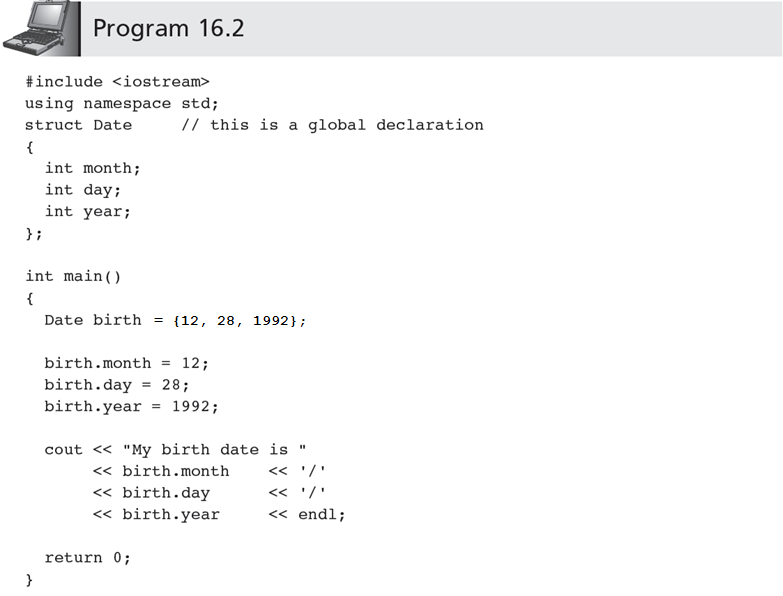 Program 16.2
#include <iostream>
using namespace std;
struct Date     // this is a global declaration
{
  int month;
  int day;
  int year;
};

int main()
{
  Date birth = {12, 28, 1992};

  birth.month = 12;
  birth.day = 28;
  birth.year = 1992;

  cout << "My birth date is "
       << birth.month    << '/'
       << birth.day      << '/'
       << birth.year     << endl;

  return 0;
}